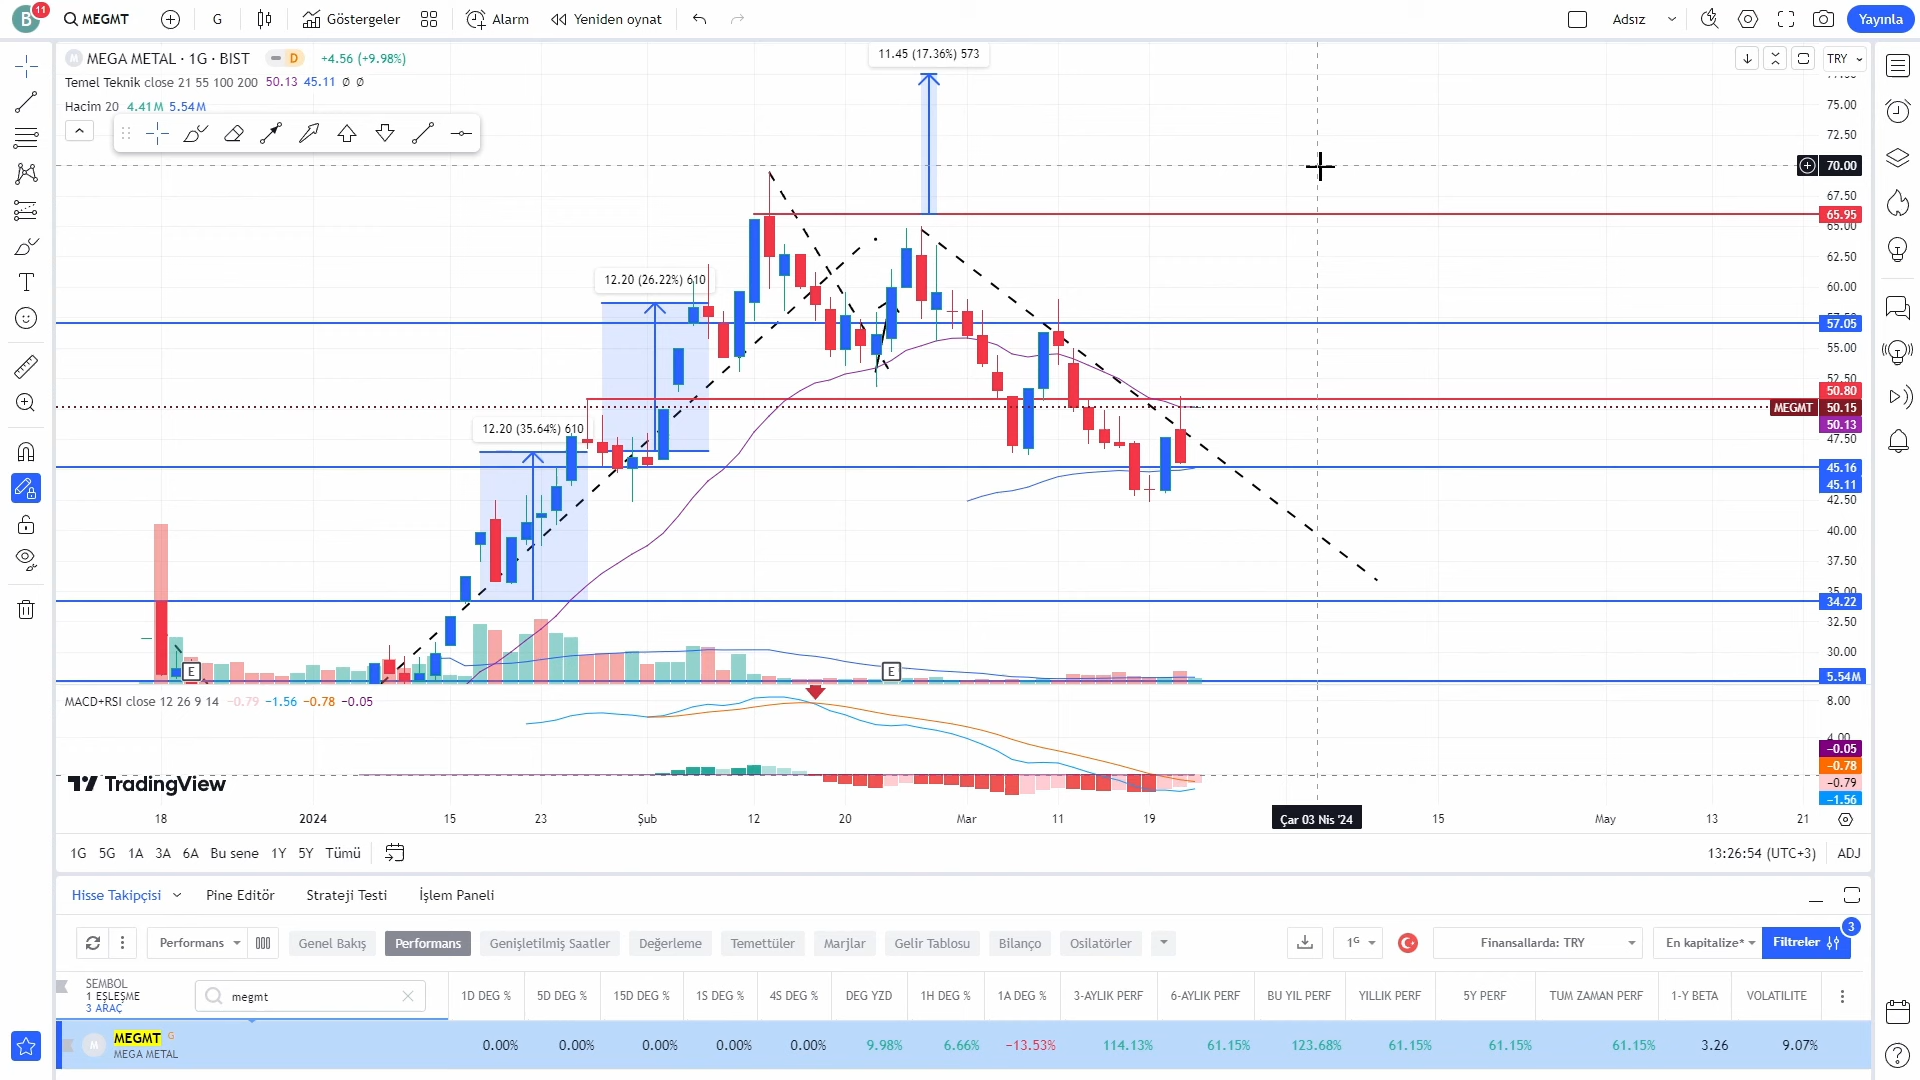 B 11 MEGMT G Göstergeler Alarm Yeniden oynat Adsız Yayınla
M MEGA METAL · 1G · BIST D +4.56 (+9.98%)
11.45 (17.36%) 573
TRY
Temel Teknik close 21 55 100 200 50.13 45.11 Ø Ø
Hacim 20 4.41M 5.54M
75.00
72.50
70.00
67.50
65.95
65.00
62.50
12.20 (26.22%) 610
60.00
57.05
55.00
52.50
50.80
MEGMT 50.15
50.13
12.20 (35.64%) 610
47.50
45.16
45.11
42.50
40.00
37.50
35.00
34.22
32.50
30.00
E E
5.54M
MACD+RSI close 12 26 9 14 −0.79 −1.56 −0.78 −0.05
8.00
4.00
−0.05
−0.78
−0.79
−1.56
TradingView
18 2024 15 23 Şub 12 20 Mar 11 19 Çar 03 Nis '24 15 May 13 21
1G 5G 1A 3A 6A Bu sene 1Y 5Y Tümü 13:26:54 (UTC+3) ADJ
Hisse Takipçisi Pine Editör Strateji Testi İşlem Paneli
Performans Genel Bakış Performans Genişletilmiş Saatler Değerleme Temettüler Marjlar Gelir Tablosu Bilanço Osilatörler 1G Finansallarda: TRY En kapitalize* Filtreler 3
SEMBOL
1 EŞLEŞME
3 ARAÇ
megmt
1D DEG % 5D DEG % 15D DEG % 1S DEG % 4S DEG % DEG YZD 1H DEG % 1A DEG % 3-AYLIK PERF 6-AYLIK PERF BU YIL PERF YILLIK PERF 5Y PERF TUM ZAMAN PERF 1-Y BETA VOLATILITE
M MEGMT G
MEGA METAL
0.00% 0.00% 0.00% 0.00% 0.00% 9.98% 6.66% −13.53% 114.13% 61.15% 123.68% 61.15% 61.15% 61.15% 3.26 9.07%